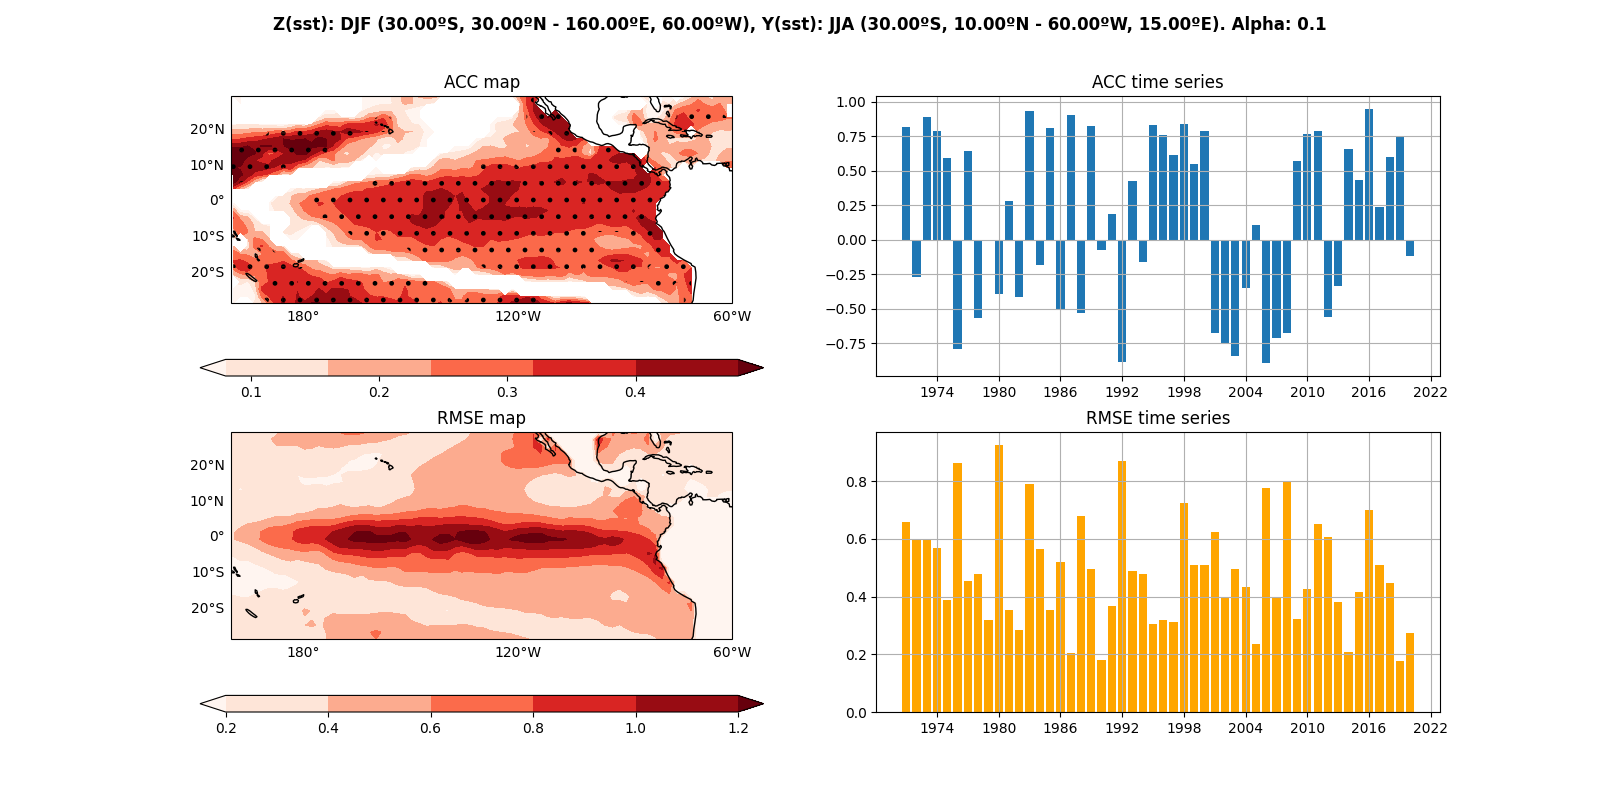 Z(sst): DJF (30.00ºS, 30.00ºN - 160.00ºE, 60.00ºW), Y(sst): JJA (30.00ºS, 10.00ºN - 60.00ºW, 15.00ºE). Alpha: 0.1
ACC map
20°N
10°N
0°
10°S
20°S
180°
120°W
60°W
0.1
0.2
0.3
0.4
ACC time series
1.00
0.75
0.50
0.25
0.00
−0.25
−0.50
−0.75
1974
1980
1986
1992
1998
2004
2010
2016
2022
RMSE map
20°N
10°N
0°
10°S
20°S
180°
120°W
60°W
0.2
0.4
0.6
0.8
1.0
1.2
RMSE time series
0.8
0.6
0.4
0.2
0.0
1974
1980
1986
1992
1998
2004
2010
2016
2022